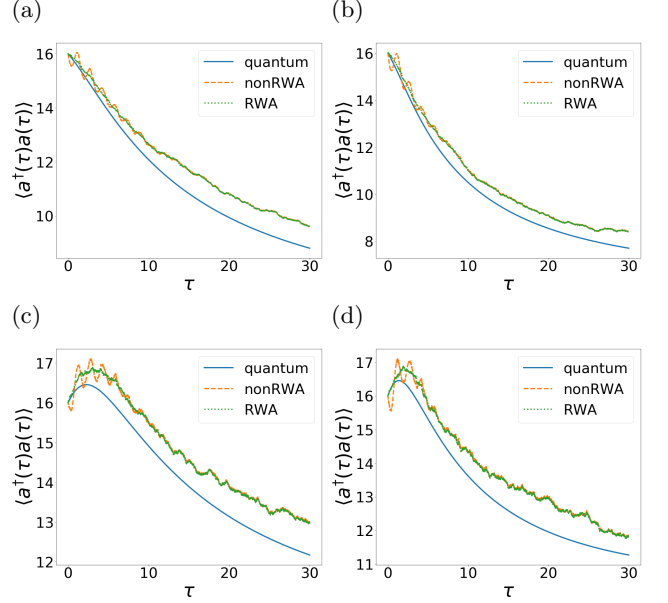 (a)
(b)
16
14
12
10
⟨a†(τ)a(τ)⟩
quantum
nonRWA
RWA
0
10
20
30
τ
16
14
12
10
8
⟨a†(τ)a(τ)⟩
quantum
nonRWA
RWA
0
10
20
30
τ
(c)
(d)
17
16
15
14
13
12
⟨a†(τ)a(τ)⟩
quantum
nonRWA
RWA
0
10
20
30
τ
17
16
15
14
13
12
11
⟨a†(τ)a(τ)⟩
quantum
nonRWA
RWA
0
10
20
30
τ